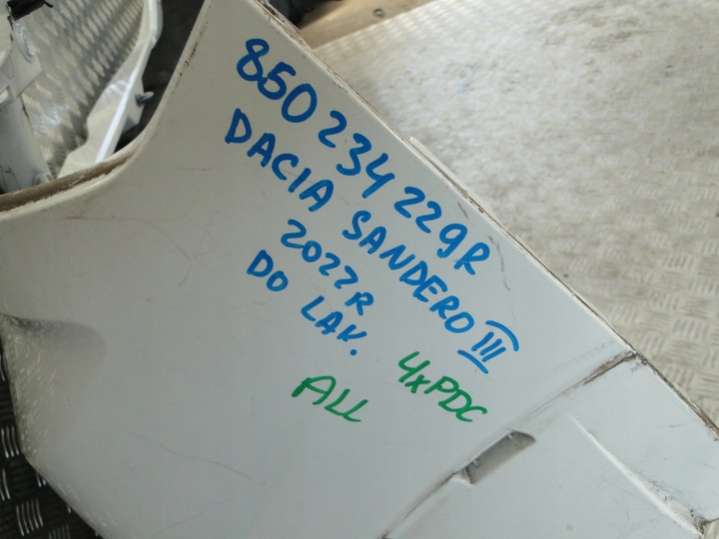 850234229R
DACIA SANDERO III
2022R
DO LAK.
4xPDC
ALL